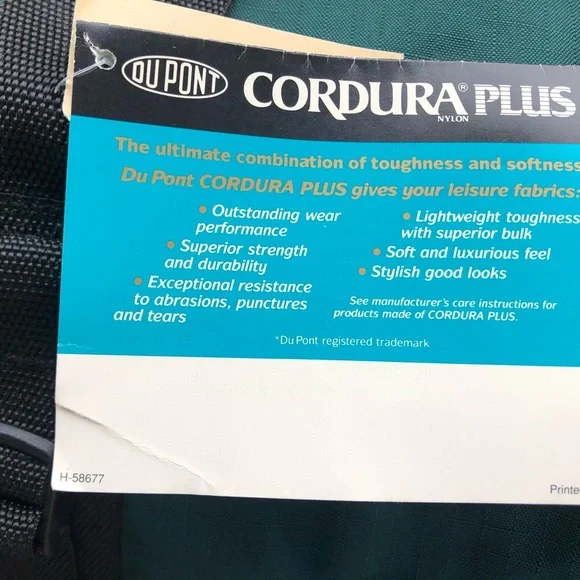 DU PONT CORDURA® PLUS
NYLON
The ultimate combination of toughness and softness
Du Pont CORDURA PLUS gives your leisure fabrics:
• Outstanding wear
performance
• Superior strength
and durability
• Exceptional resistance
to abrasions, punctures
and tears
• Lightweight toughness
with superior bulk
• Soft and luxurious feel
• Stylish good looks
See manufacturer's care instructions for
products made of CORDURA PLUS.
*Du Pont registered trademark
H-58677
Printed